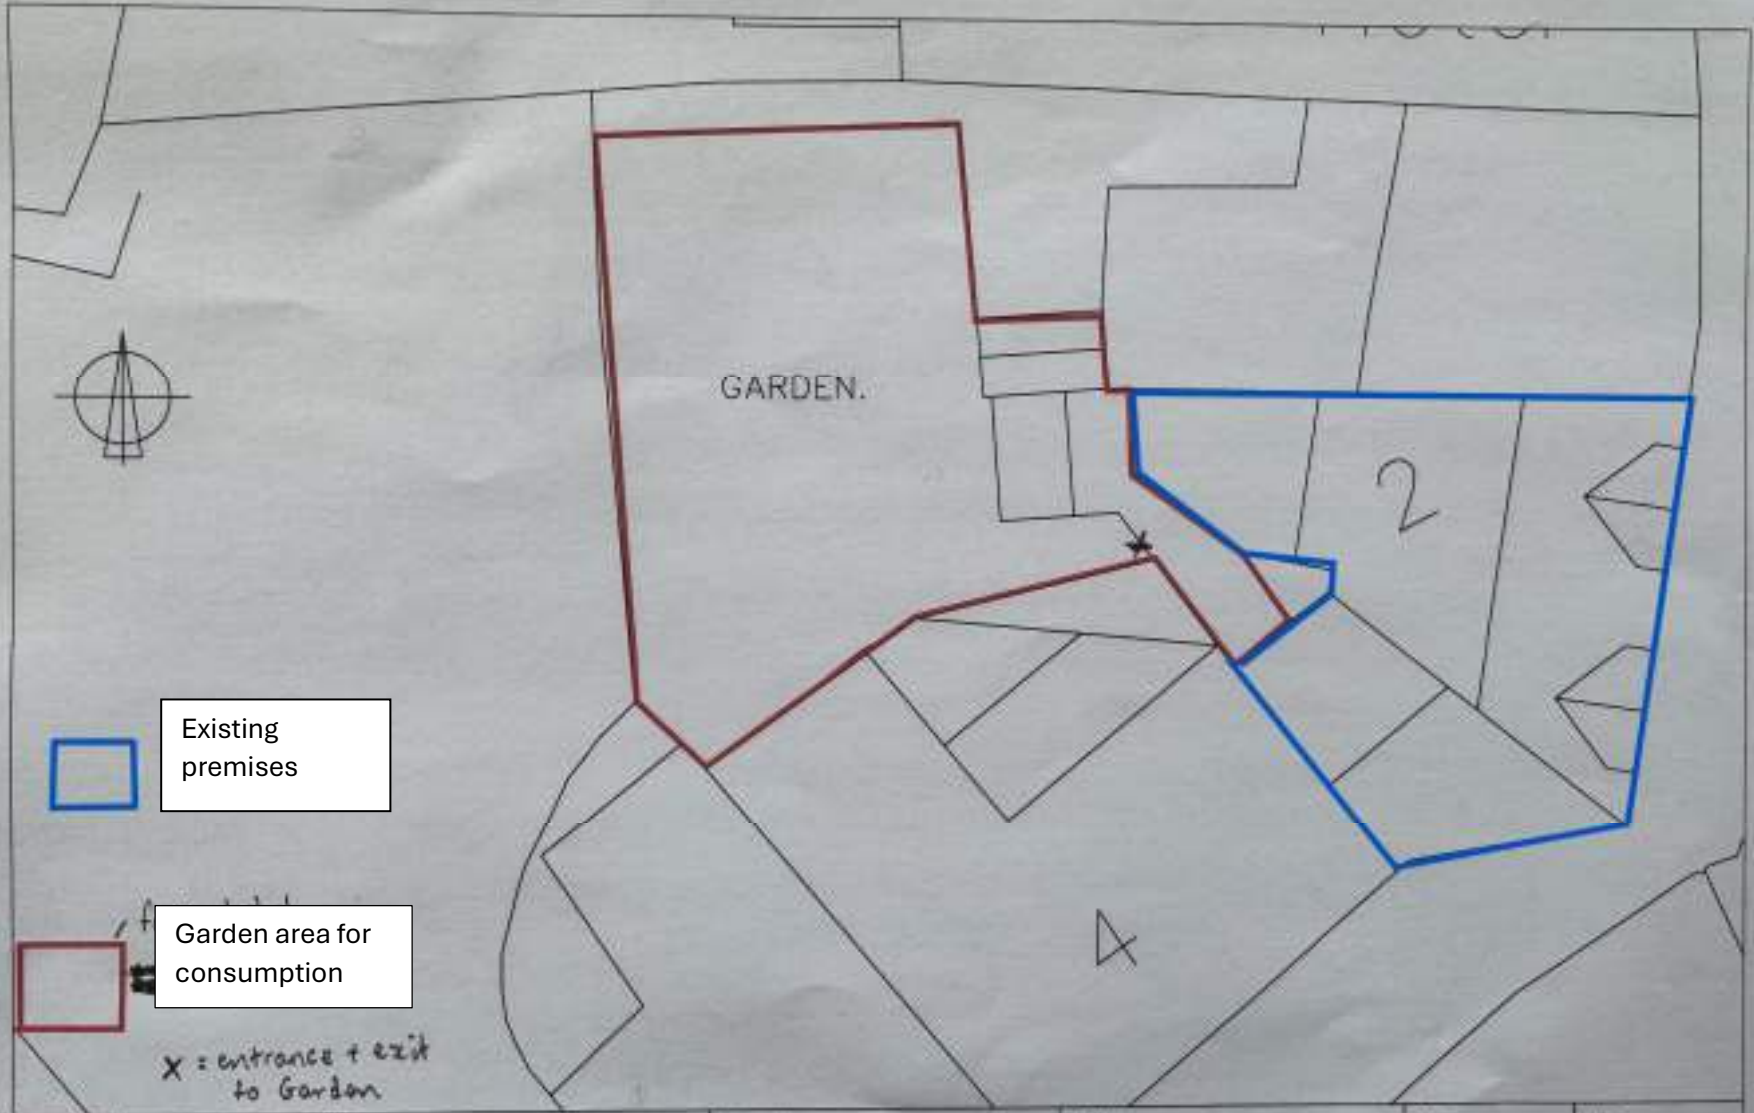 GARDEN.
2
Existing
premises
Garden area for
consumption
4
X = entrance + exit
to Garden